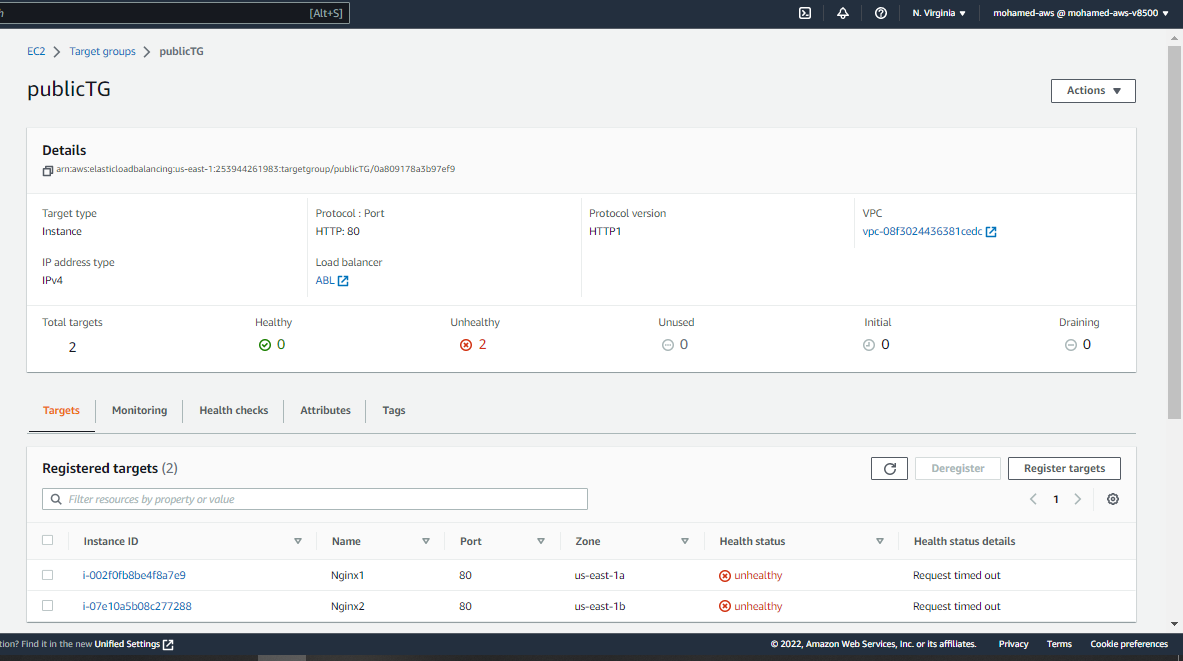 [Alt+S] N. Virginia ▼ mohamed-aws @ mohamed-aws-v8500 ▼
EC2 > Target groups > publicTG
publicTG
Actions ▼
Details
arn:aws:elasticloadbalancing:us-east-1:253944261983:targetgroup/publicTG/0a809178a3b97ef9
Target type Protocol : Port Protocol version VPC
Instance HTTP: 80 HTTP1 vpc-08f3024436381cedc
IP address type Load balancer
IPv4 ABL
Total targets Healthy Unhealthy Unused Initial Draining
2 0 2 0 0 0
Targets Monitoring Health checks Attributes Tags
Registered targets (2) Deregister Register targets
Filter resources by property or value 1
Instance ID Name Port Zone Health status Health status details
i-002f0fb8be4f8a7e9 Nginx1 80 us-east-1a unhealthy Request timed out
i-07e10a5b08c277288 Nginx2 80 us-east-1b unhealthy Request timed out
tion? Find it in the new Unified Settings © 2022, Amazon Web Services, Inc. or its affiliates. Privacy Terms Cookie preferences